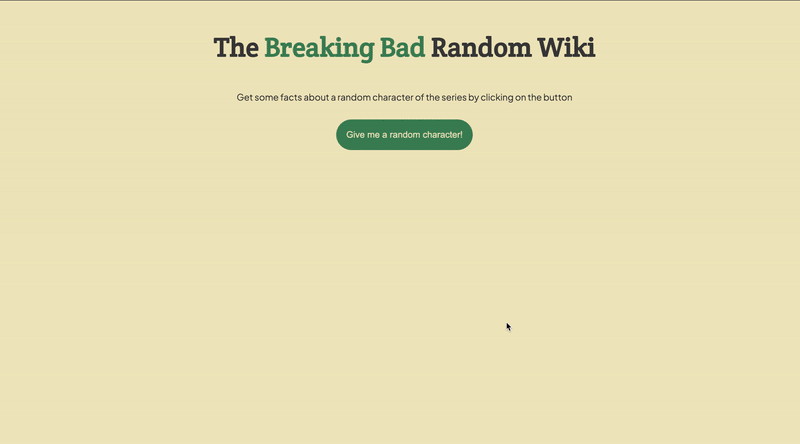 The Breaking Bad Random Wiki
Get some facts about a random character of the series by clicking on the button
Give me a random character!